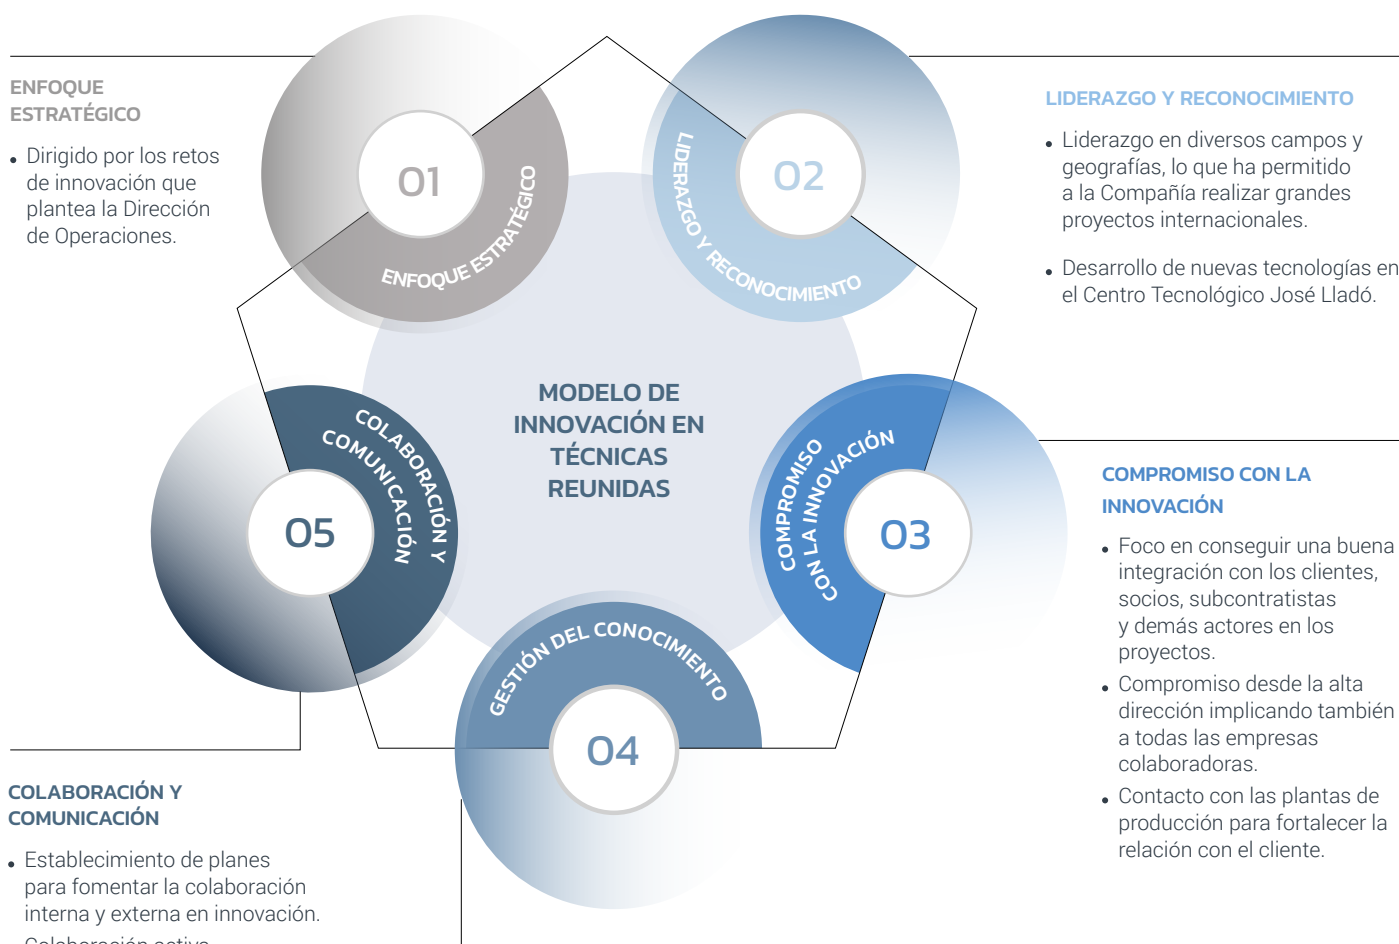 ENFOQUE
ESTRATÉGICO
• Dirigido por los retos
de innovación que
plantea la Dirección
de Operaciones.
01
ENFOQUE ESTRATÉGICO
02
LIDERAZGO Y RECONOCIMIENTO
LIDERAZGO Y RECONOCIMIENTO
• Liderazgo en diversos campos y
geografías, lo que ha permitido
a la Compañía realizar grandes
proyectos internacionales.
• Desarrollo de nuevas tecnologías en
el Centro Tecnológico José Lladó.
MODELO DE
INNOVACIÓN EN
TÉCNICAS
REUNIDAS
05
COLABORACIÓN Y
COMUNICACIÓN
03
COMPROMISO
CON LA INNOVACIÓN
COMPROMISO CON LA
INNOVACIÓN
• Foco en conseguir una buena
integración con los clientes,
socios, subcontratistas
y demás actores en los
proyectos.
• Compromiso desde la alta
dirección implicando también
a todas las empresas
colaboradoras.
• Contacto con las plantas de
producción para fortalecer la
relación con el cliente.
GESTIÓN DEL CONOCIMIENTO
04
COLABORACIÓN Y
COMUNICACIÓN
• Establecimiento de planes
para fomentar la colaboración
interna y externa en innovación.
Colaboración activa